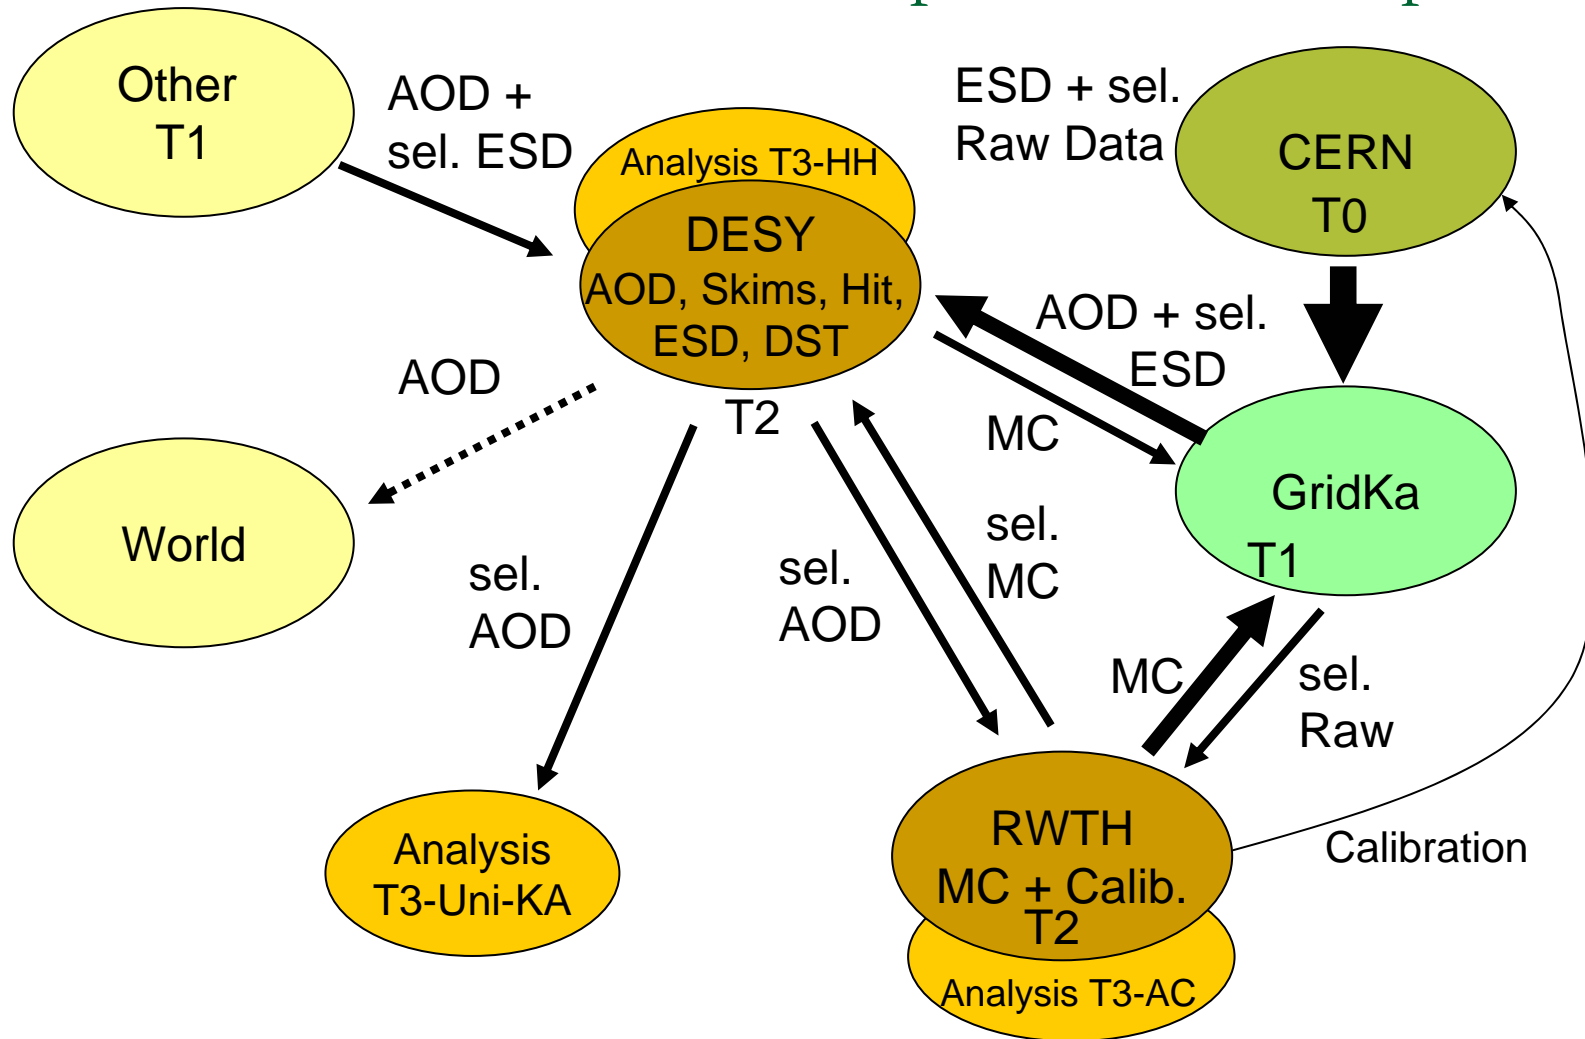 Other
T1
AOD +
sel. ESD
Analysis T3-HH
DESY
AOD, Skims, Hit,
ESD, DST
T2
ESD + sel.
Raw Data
CERN
T0
AOD + sel.
ESD
MC
GridKa
T1
AOD
World
sel.
AOD
sel.
AOD
sel.
MC
MC
sel.
Raw
Analysis
T3-Uni-KA
RWTH
MC + Calib.
T2
Analysis T3-AC
Calibration